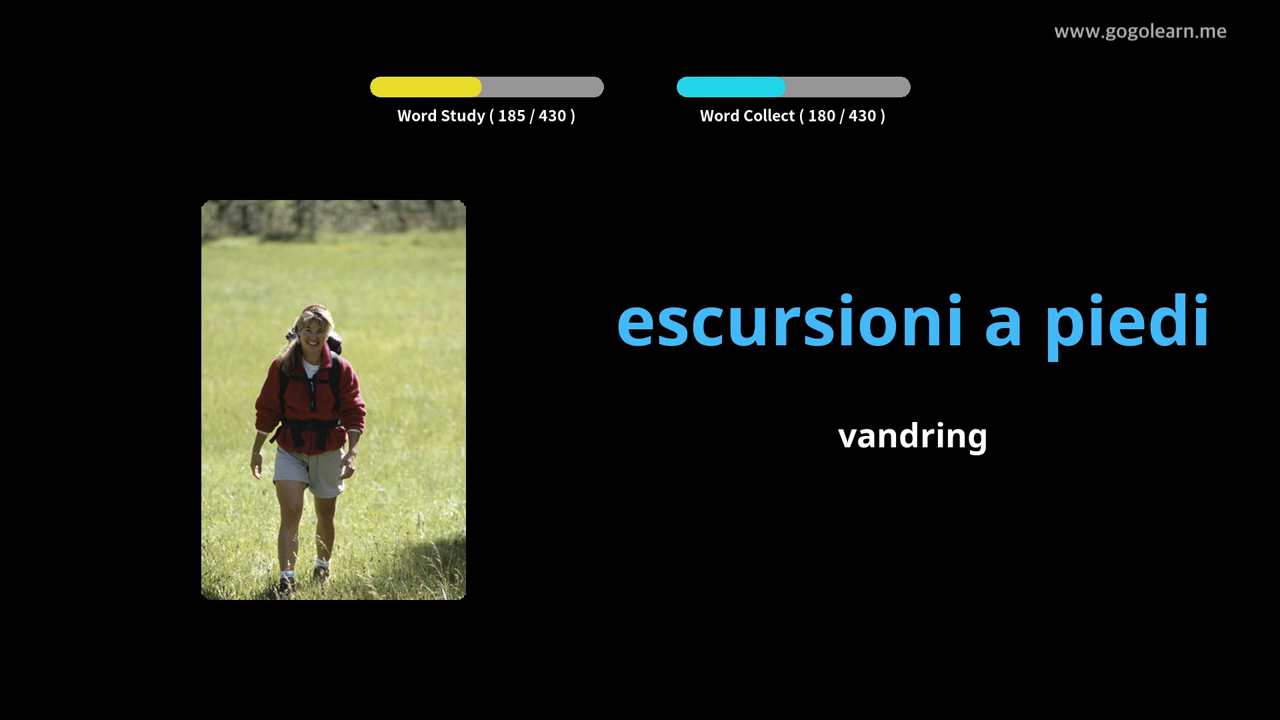 www.gogolearn.me
Word Study ( 185 / 430 )
Word Collect ( 180 / 430 )
escursioni a piedi
vandring